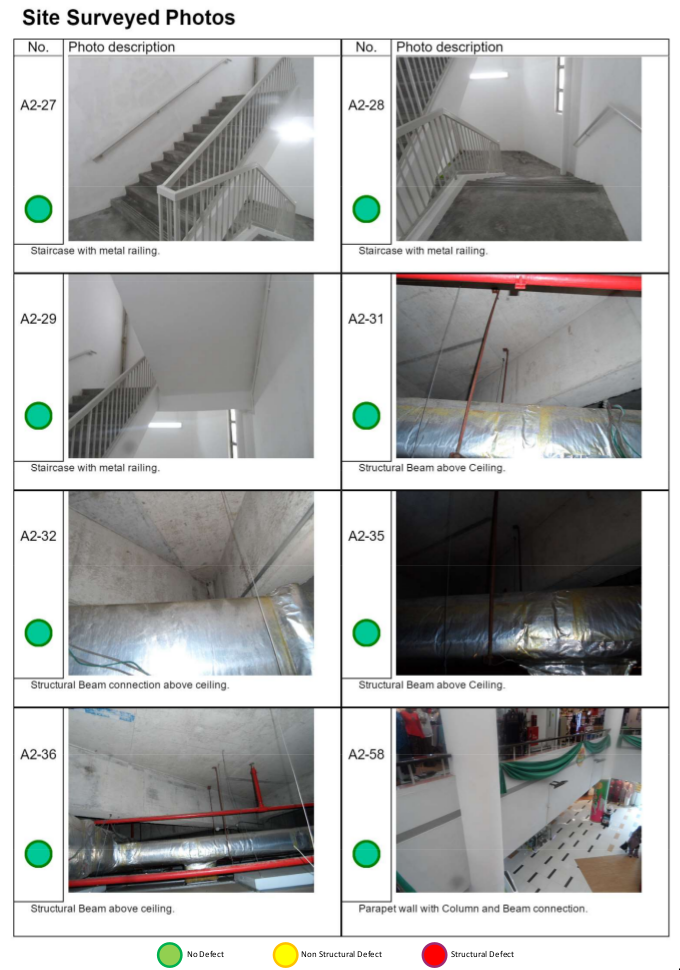 Site Surveyed Photos
No. Photo description No. Photo description
A2-27
Staircase with metal railing.
A2-28
Staircase with metal railing.
A2-29
Staircase with metal railing.
A2-31
Structural Beam above Ceiling.
A2-32
Structural Beam connection above ceiling.
A2-35
Structural Beam above Ceiling.
A2-36
Structural Beam above ceiling.
A2-58
Parapet wall with Column and Beam connection.
No Defect Non Structural Defect Structural Defect